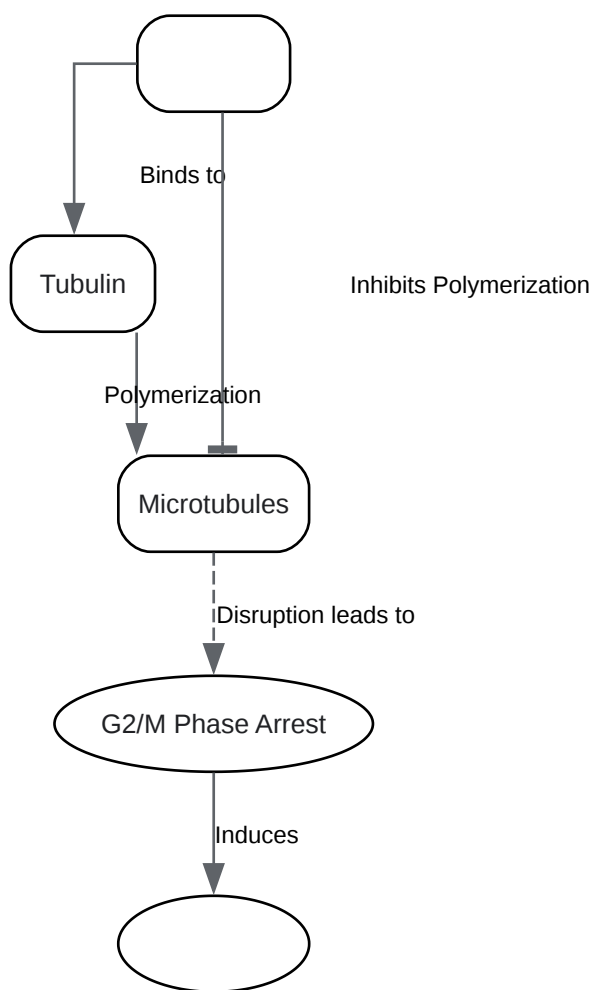 Binds to
Tubulin
Inhibits Polymerization
Polymerization
Microtubules
Disruption leads to
G2/M Phase Arrest
Induces